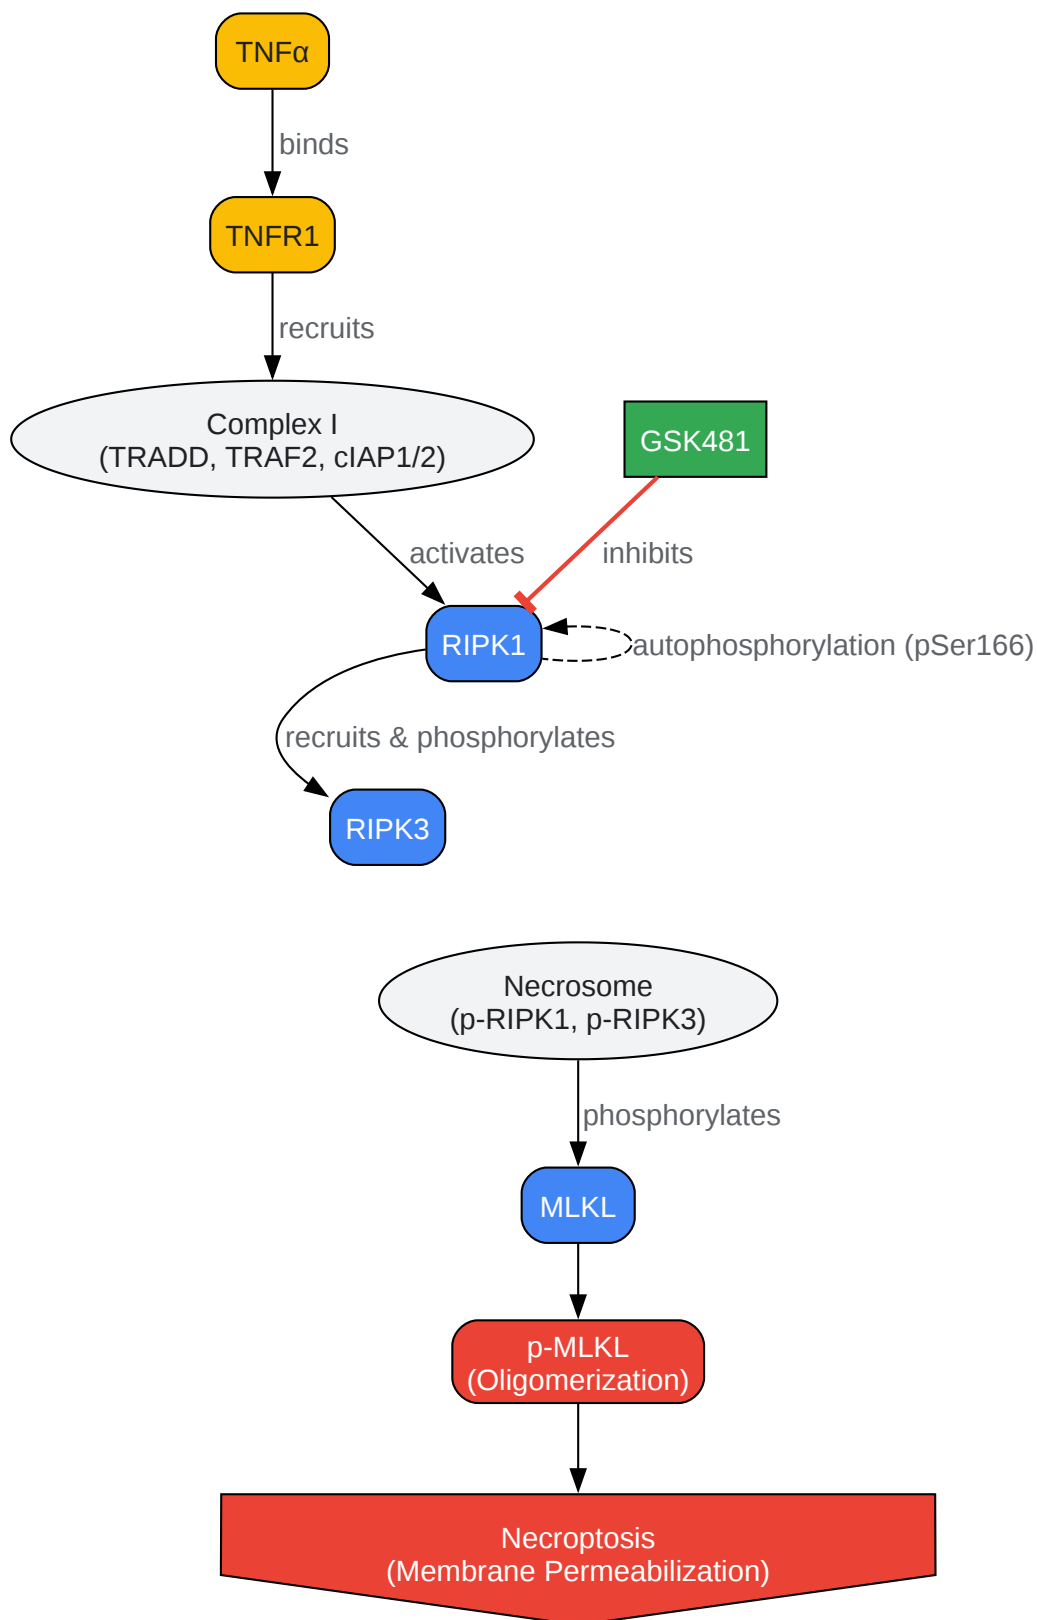 TNFα
binds
TNFR1
recruits
Complex I
(TRADD, TRAF2, cIAP1/2)
GSK481
activates
inhibits
RIPK1
autophosphorylation (pSer166)
recruits & phosphorylates
RIPK3
Necrosome
(p-RIPK1, p-RIPK3)
phosphorylates
MLKL
p-MLKL
(Oligomerization)
Necroptosis
(Membrane Permeabilization)